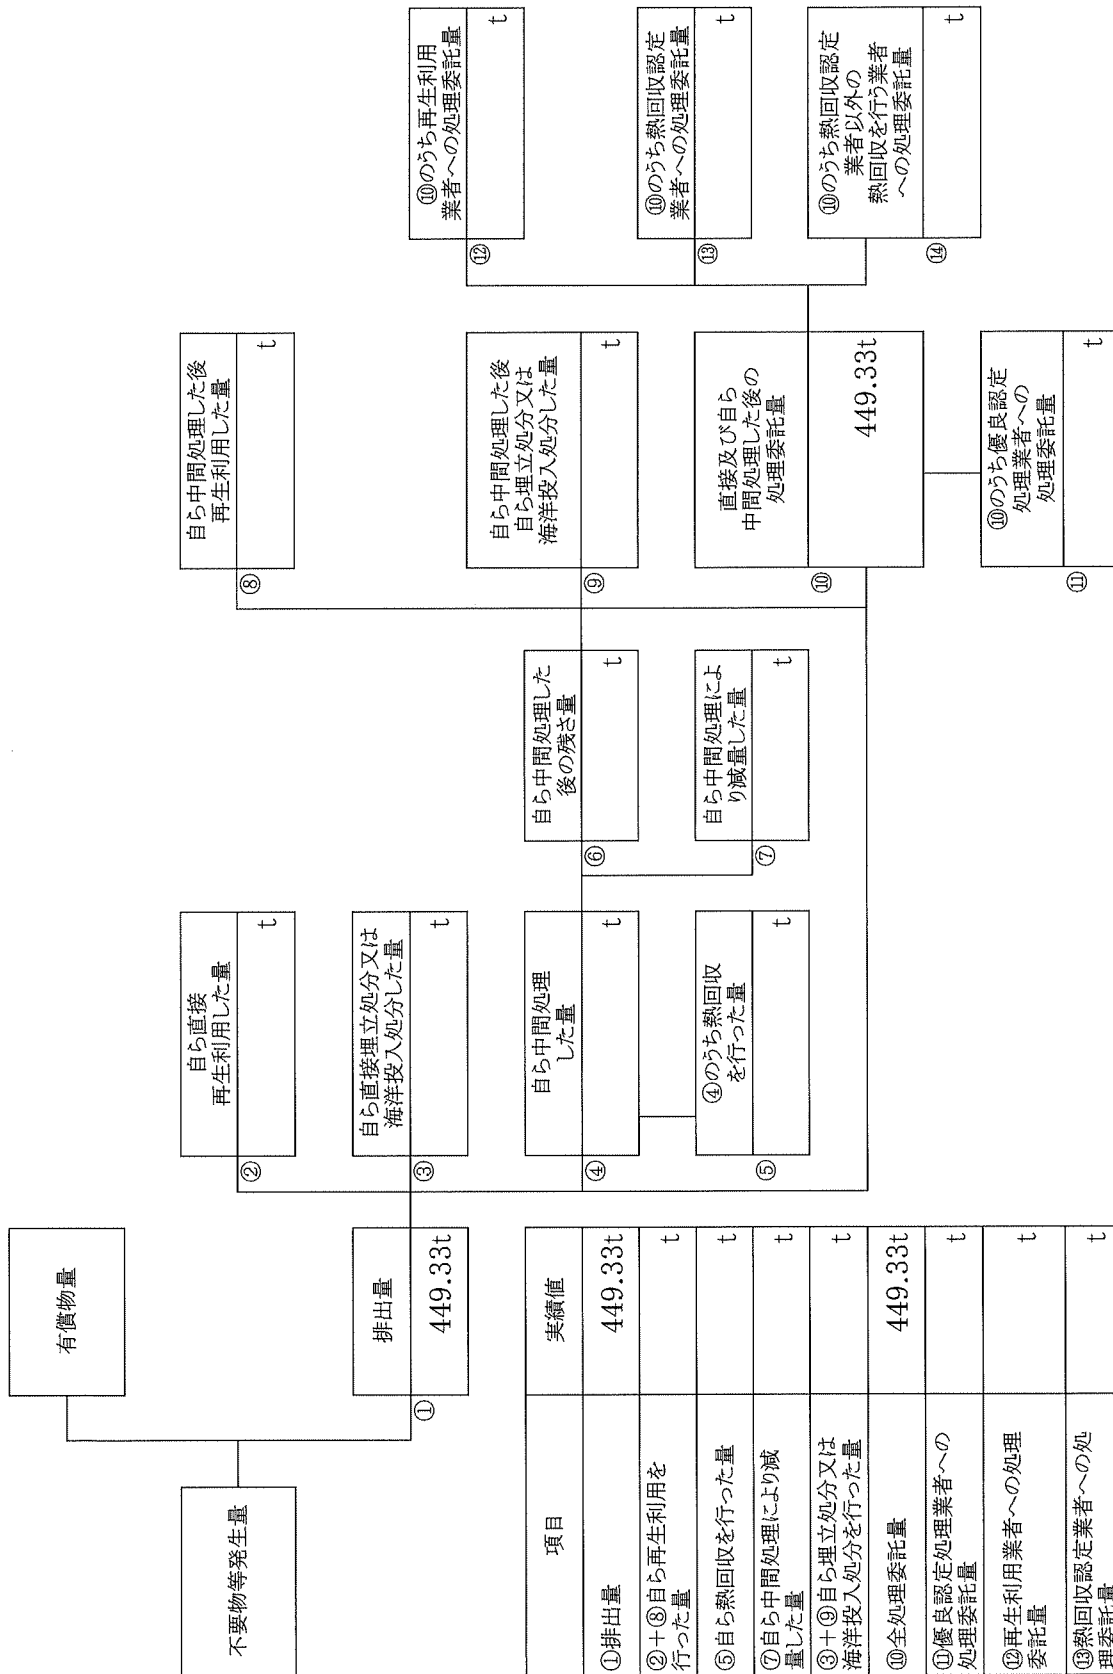 不要物等発生量
有償物量
①
排出量
449.33t
②
自ら直接
再生利用した量
t
③
自ら直接埋立処分又は
海洋投入処分した量
t
④
自ら中間処理
した量
t
⑤
④のうち熱回収
を行った量
t
⑥
自ら中間処理した
後の残さ量
t
⑦
自ら中間処理によ
り減量した量
t
⑧
自ら中間処理した後
再生利用した量
t
⑨
自ら中間処理した後
自ら埋立処分又は
海洋投入処分した量
t
⑩
直接及び自ら
中間処理した後の
処理委託量
449.33t
⑪
⑩のうち優良認定
処理業者への
処理委託量
t
⑫
⑩のうち再生利用
業者への処理委託量
t
⑬
⑩のうち熱回収認定
業者への処理委託量
t
⑭
⑩のうち熱回収認定
業者以外の
熱回収を行う業者
への処理委託量
t
項目 実績値
①排出量 449.33t
②+⑧自ら再生利用を
行った量 t
⑤自ら熱回収を行った量 t
⑦自ら中間処理により減
量した量 t
③+⑨自ら埋立処分又は
海洋投入処分を行った量 t
⑩全処理委託量 449.33t
⑪優良認定処理業者への
処理委託量 t
⑫再生利用業者への処理
委託量 t
⑬熱回収認定業者への処
理委託量 t